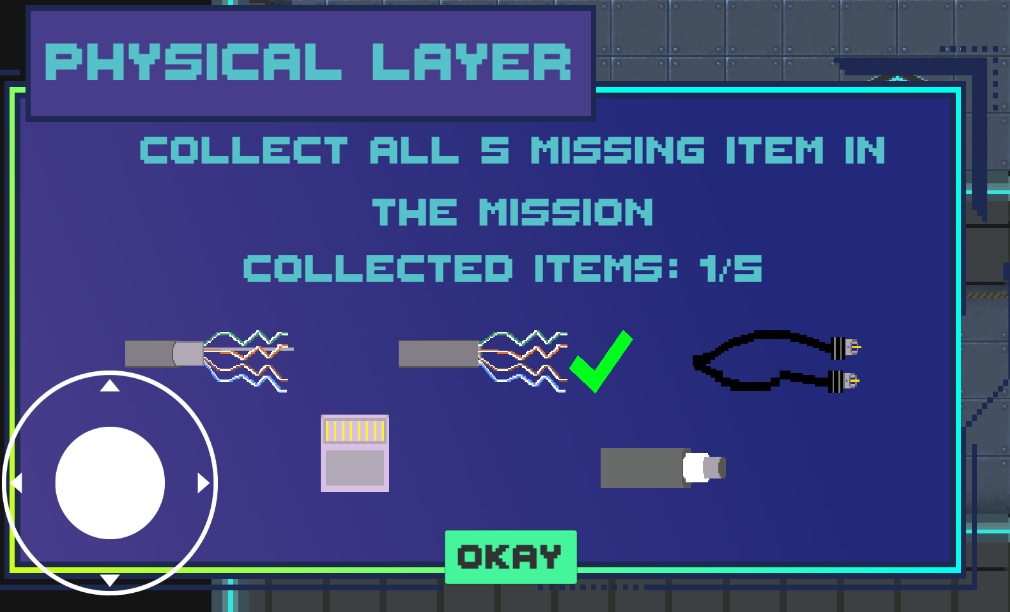 PHYSICAL LAYER
COLLECT ALL 5 MISSING ITEM IN
THE MISSION
COLLECTED ITEMS: 1/5
OKAY